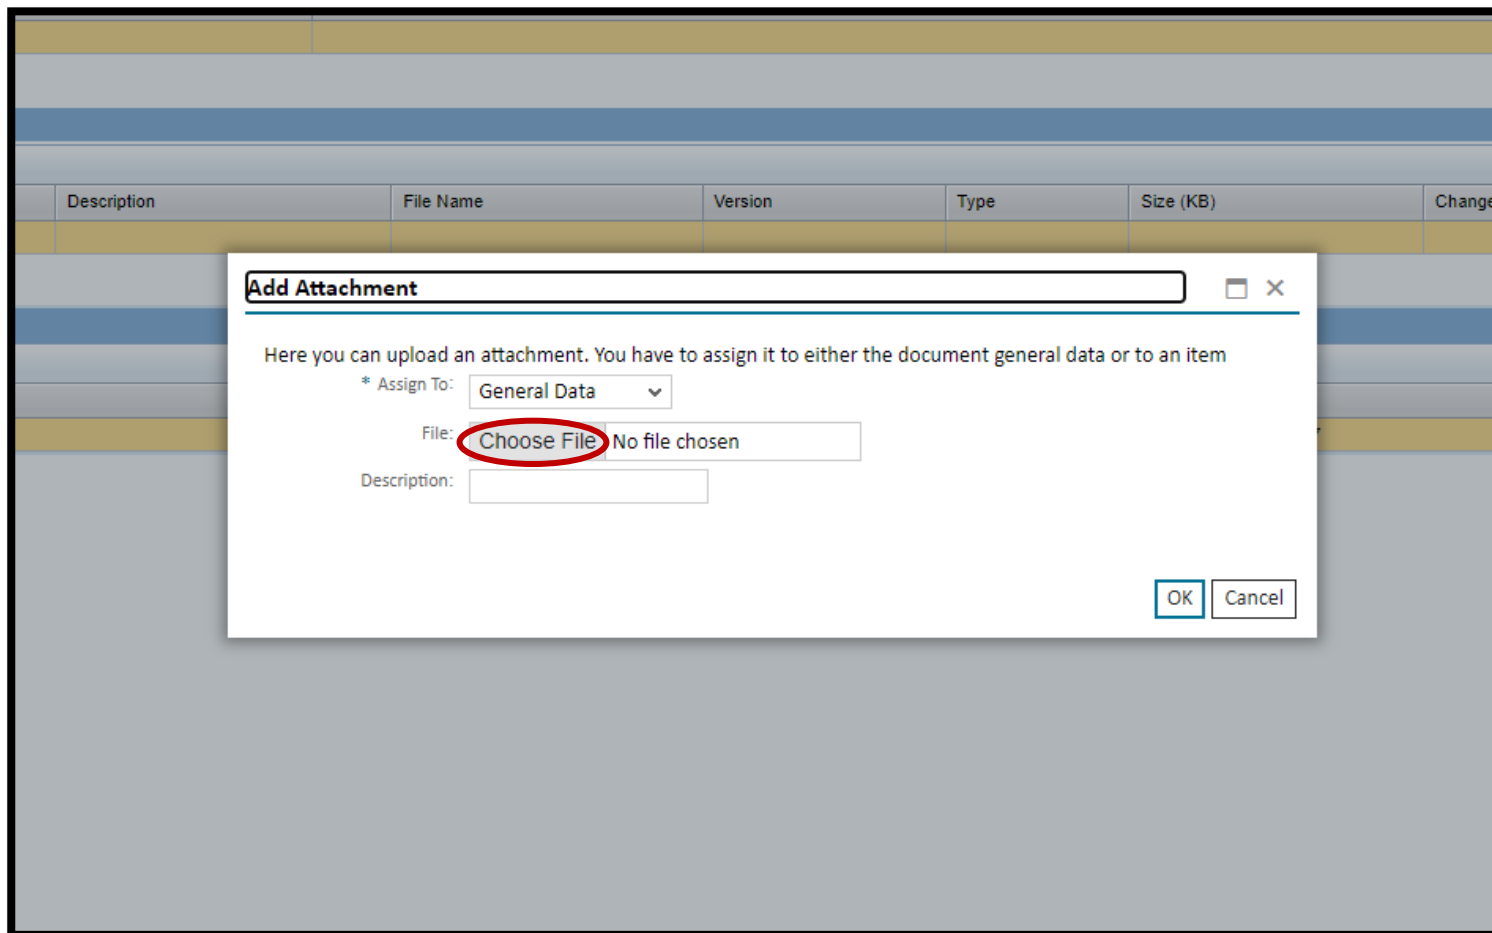 Description File Name Version Type Size (KB) Change
Add Attachment
Here you can upload an attachment. You have to assign it to either the document general data or to an item
* Assign To: General Data
File: Choose File No file chosen
Description:
OK Cancel